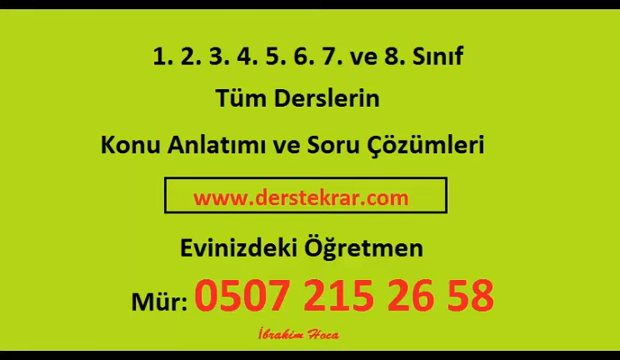 1. 2. 3. 4. 5. 6. 7. ve 8. Sınıf
Tüm Derslerin
Konu Anlatımı ve Soru Çözümleri
www.derstekrar.com
Evinizdeki Öğretmen
Mür: 0507 215 26 58
İbrahim Hoca